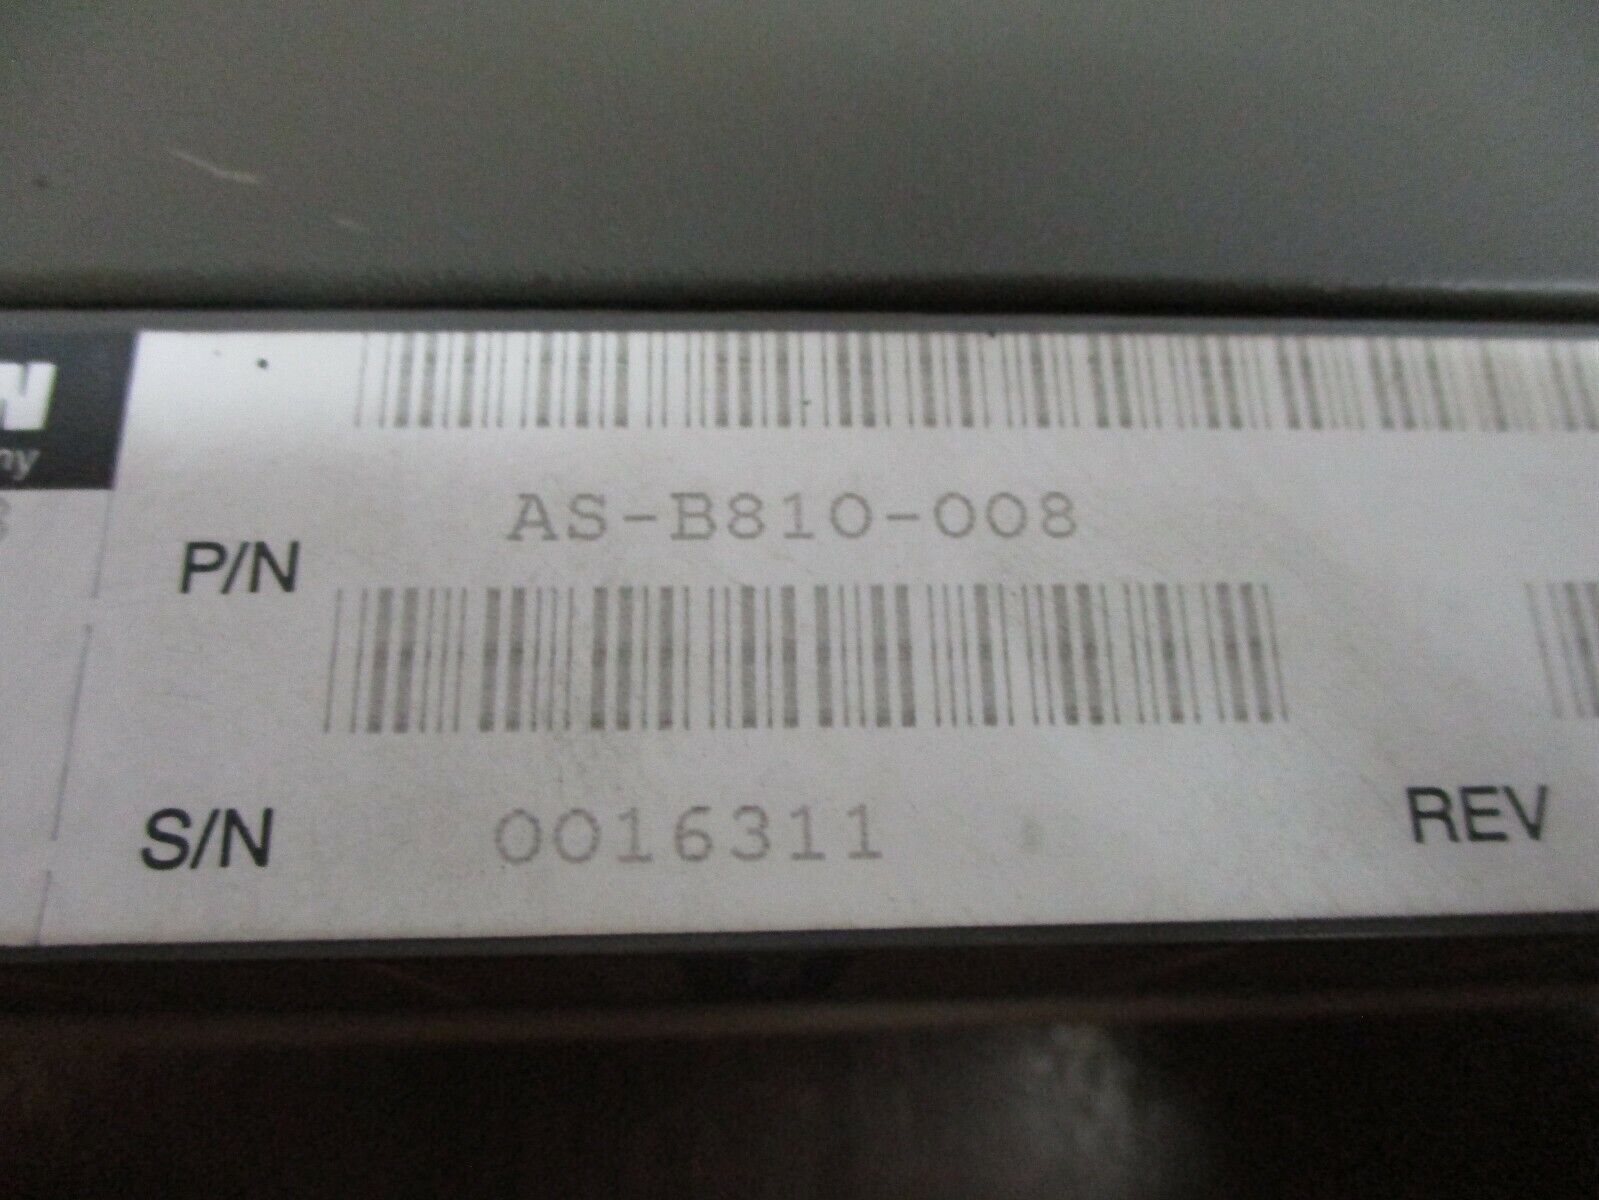 P/N AS-B810-008
S/N 0016311 REV